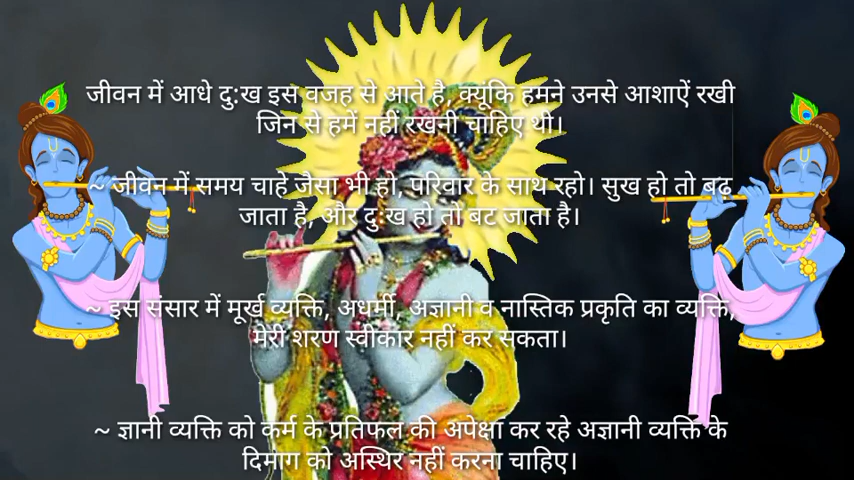 जीवन में आधे दु:ख इस वजह से आते है, क्यूंकि हमने उनसे आशाऐं रखी
जिन से हमें नहीं रखनी चाहिए थी।
~ जीवन में समय चाहे जैसा भी हो, परिवार के साथ रहो। सुख हो तो बढ़
जाता है, और दु:ख हो तो बट जाता है।
~ इस संसार में मूर्ख व्यक्ति, अधर्मी, अज्ञानी व नास्तिक प्रकृति का व्यक्ति,
मेरी शरण स्वीकार नहीं कर सकता।
~ ज्ञानी व्यक्ति को कर्म के प्रतिफल की अपेक्षा कर रहे अज्ञानी व्यक्ति के
दिमाग को अस्थिर नहीं करना चाहिए।